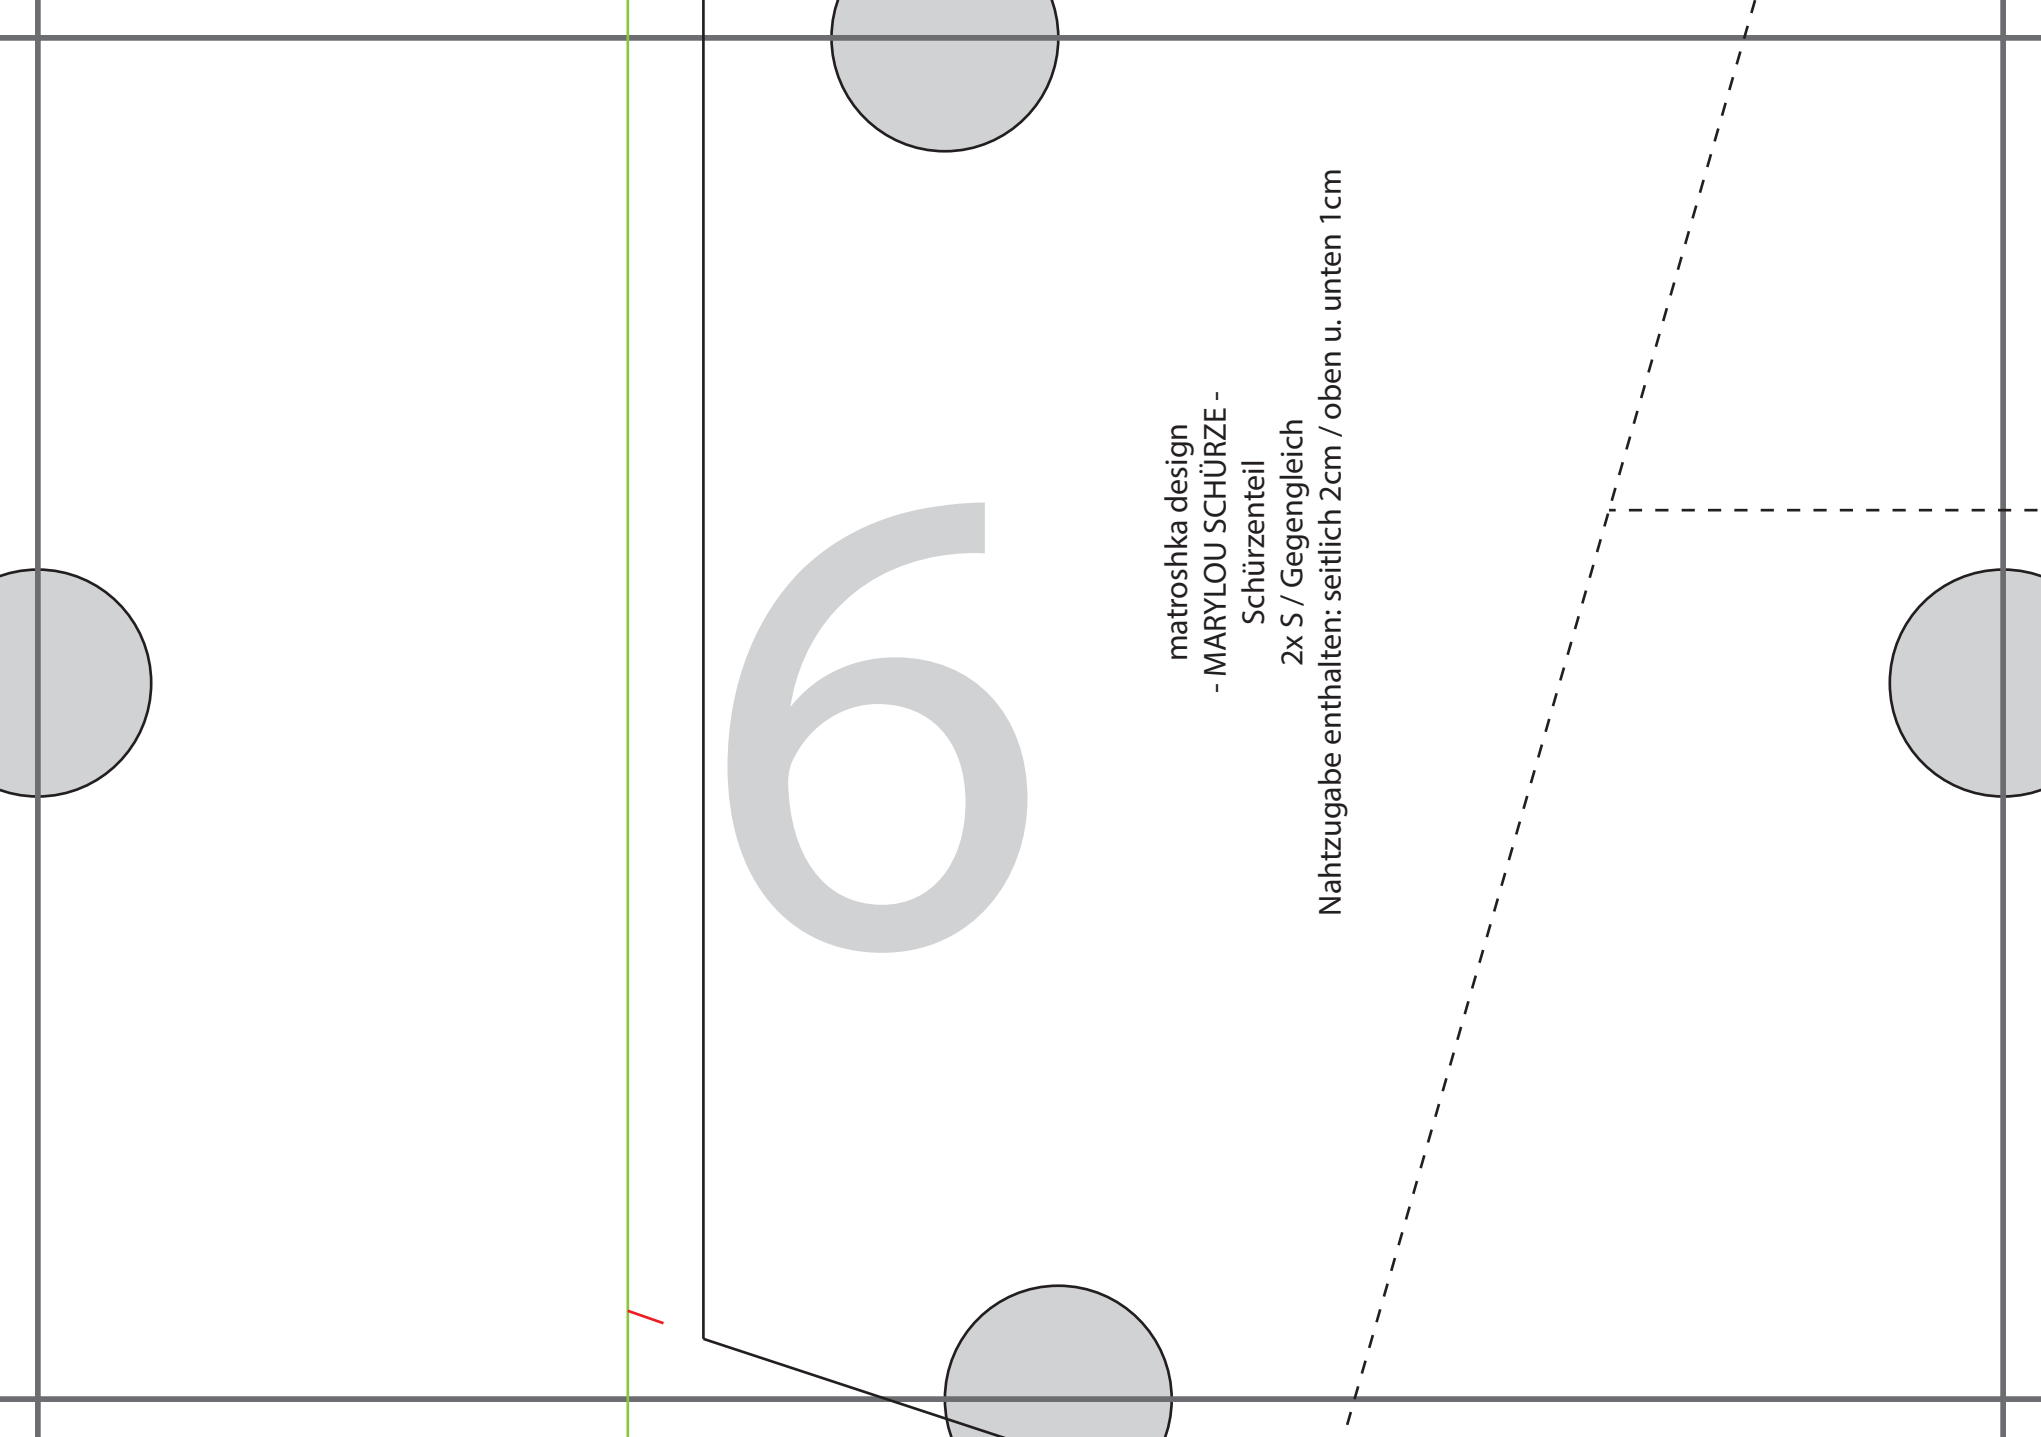 6
matroshka design
- MARYLOU SCHÜRZE -
Schürzenteil
2x S / Gegengleich
Nahtzugabe enthalten: seitlich 2cm / oben u. unten 1cm